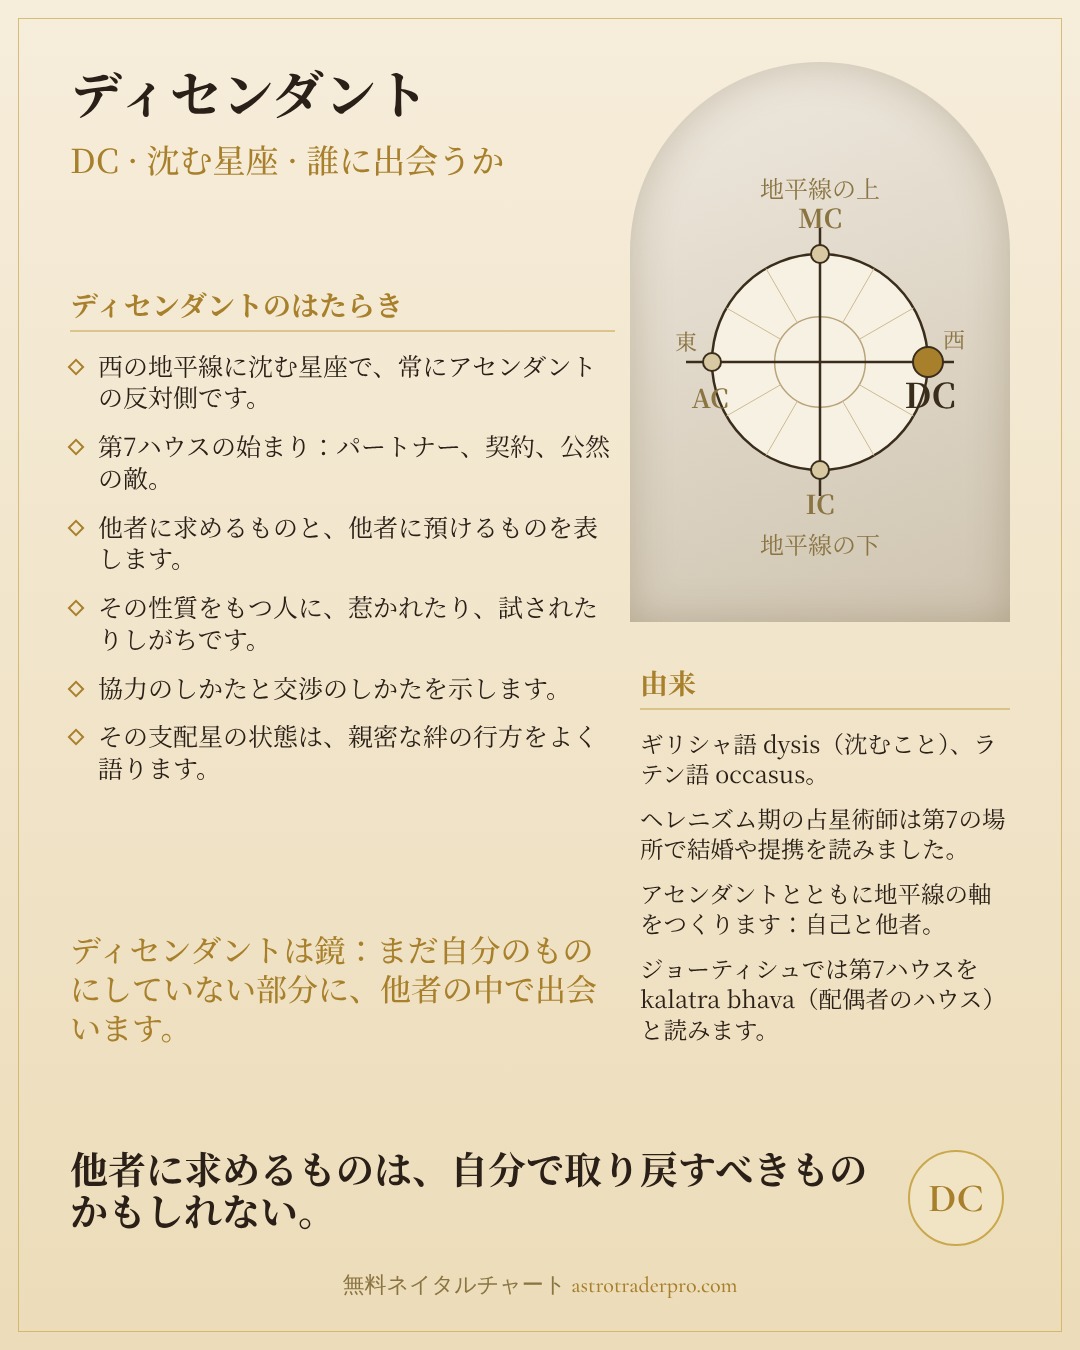 ディセンダント
DC · 沈む星座 · 誰に出会うか
ディセンダントのはたらき
西の地平線に沈む星座で、常にアセンダント
の反対側です。
第7ハウスの始まり：パートナー、契約、公然
の敵。
他者に求めるものと、他者に預けるものを表
します。
その性質をもつ人に、惹かれたり、試された
りしがちです。
協力のしかたと交渉のしかたを示します。
その支配星の状態は、親密な絆の行方をよく
語ります。
ディセンダントは鏡：まだ自分のもの
にしていない部分に、他者の中で出会
います。
地平線の上
MC
東
西
AC
DC
IC
地平線の下
由来
ギリシャ語 dysis（沈むこと）、ラ
テン語 occasus。
ヘレニズム期の占星術師は第7の場
所で結婚や提携を読みました。
アセンダントとともに地平線の軸
をつくります：自己と他者。
ジョーティシュでは第7ハウスを
kalatra bhava（配偶者のハウス）
と読みます。
他者に求めるものは、自分で取り戻すべきもの
かもしれない。
DC
無料ネイタルチャート astrotraderpro.com